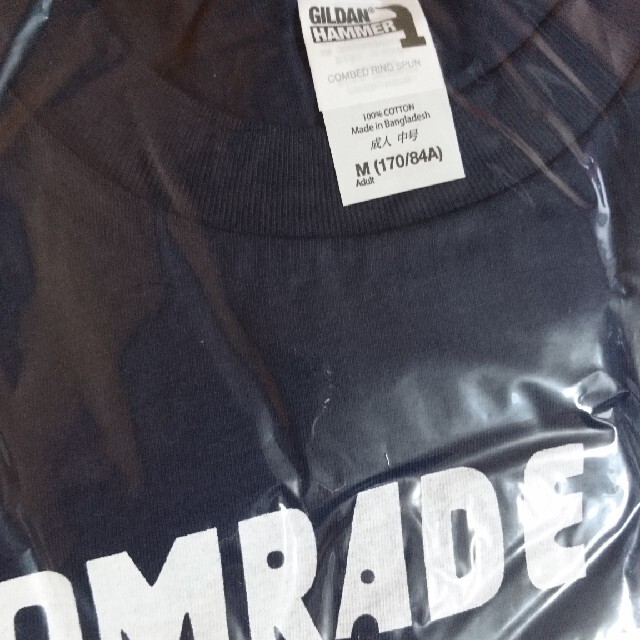 GILDAN®
HAMMER
COMBED RING SPUN
100% COTTON
Made in Bangladesh
成人 中号
M (170/84A)
Adult
OMRADE